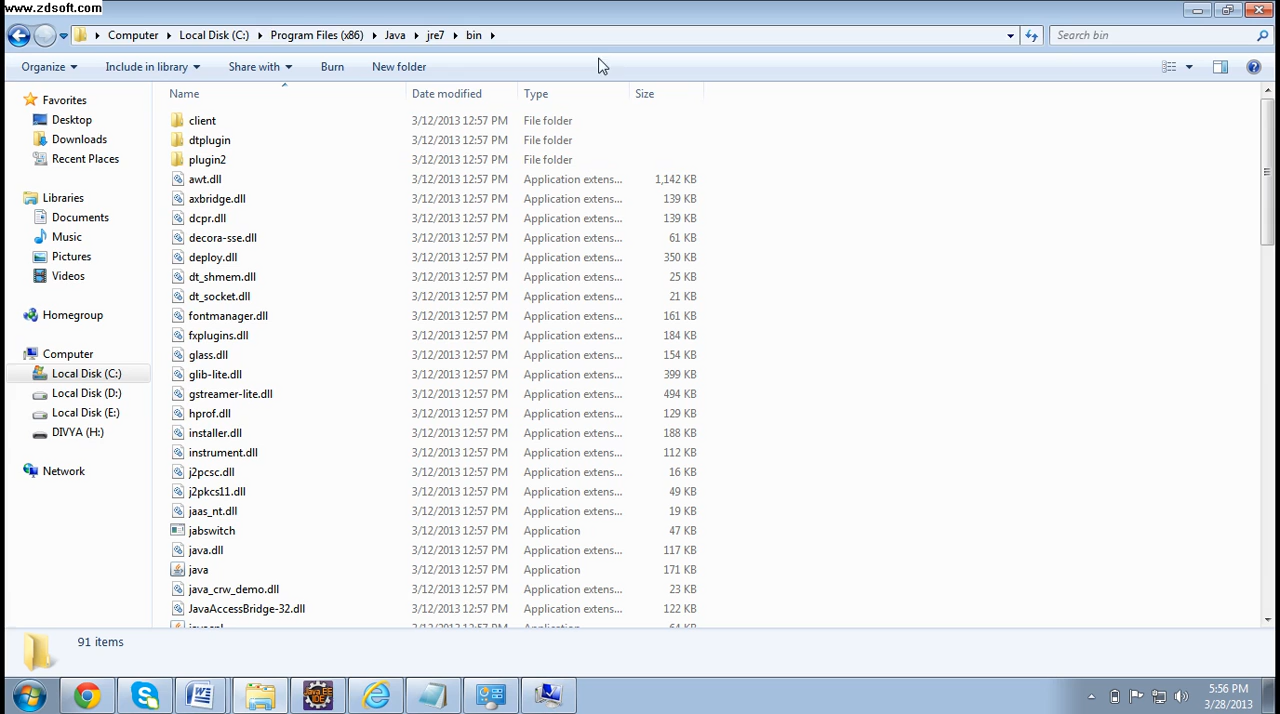 www.zdsoft.com
Computer Local Disk (C:) Program Files (x86) Java jre7 bin
Search bin
Organize Include in library Share with Burn New folder
Name Date modified Type Size
Favorites
Desktop
Downloads
Recent Places
Libraries
Documents
Music
Pictures
Videos
Homegroup
Computer
Local Disk (C:)
Local Disk (D:)
Local Disk (E:)
DIVYA (H:)
Network
client 3/12/2013 12:57 PM File folder
dtplugin 3/12/2013 12:57 PM File folder
plugin2 3/12/2013 12:57 PM File folder
awt.dll 3/12/2013 12:57 PM Application extens... 1,142 KB
axbridge.dll 3/12/2013 12:57 PM Application extens... 139 KB
dcpr.dll 3/12/2013 12:57 PM Application extens... 139 KB
decora-sse.dll 3/12/2013 12:57 PM Application extens... 61 KB
deploy.dll 3/12/2013 12:57 PM Application extens... 350 KB
dt_shmem.dll 3/12/2013 12:57 PM Application extens... 25 KB
dt_socket.dll 3/12/2013 12:57 PM Application extens... 21 KB
fontmanager.dll 3/12/2013 12:57 PM Application extens... 161 KB
fxplugins.dll 3/12/2013 12:57 PM Application extens... 184 KB
glass.dll 3/12/2013 12:57 PM Application extens... 154 KB
glib-lite.dll 3/12/2013 12:57 PM Application extens... 399 KB
gstreamer-lite.dll 3/12/2013 12:57 PM Application extens... 494 KB
hprof.dll 3/12/2013 12:57 PM Application extens... 129 KB
installer.dll 3/12/2013 12:57 PM Application extens... 188 KB
instrument.dll 3/12/2013 12:57 PM Application extens... 112 KB
j2pcsc.dll 3/12/2013 12:57 PM Application extens... 16 KB
j2pkcs11.dll 3/12/2013 12:57 PM Application extens... 49 KB
jaas_nt.dll 3/12/2013 12:57 PM Application extens... 19 KB
jabswitch 3/12/2013 12:57 PM Application 47 KB
java.dll 3/12/2013 12:57 PM Application extens... 117 KB
java 3/12/2013 12:57 PM Application 171 KB
java_crw_demo.dll 3/12/2013 12:57 PM Application extens... 23 KB
JavaAccessBridge-32.dll 3/12/2013 12:57 PM Application extens... 122 KB
91 items
Java EE
IDE
5:56 PM
3/28/2013